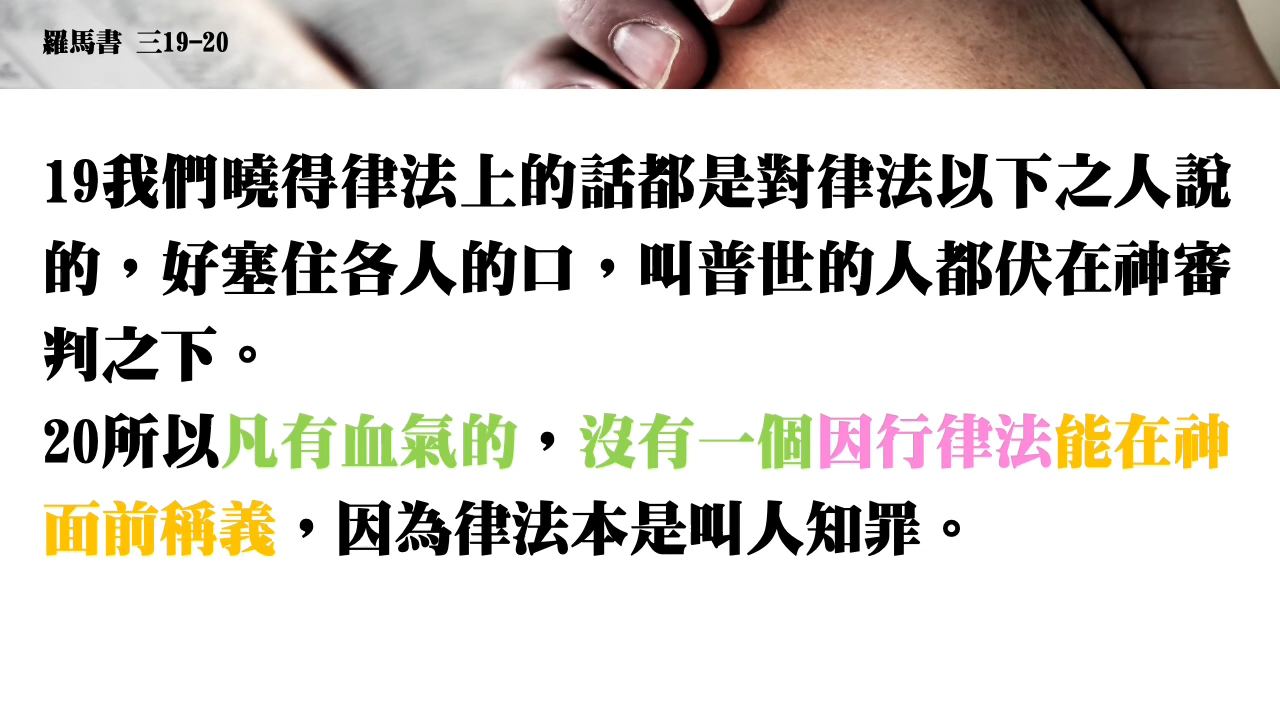 羅馬書 三19-20
19我們曉得律法上的話都是對律法以下之人說
的，好塞住各人的口，叫普世的人都伏在神審
判之下。
20所以凡有血氣的，沒有一個因行律法能在神
面前稱義，因為律法本是叫人知罪。